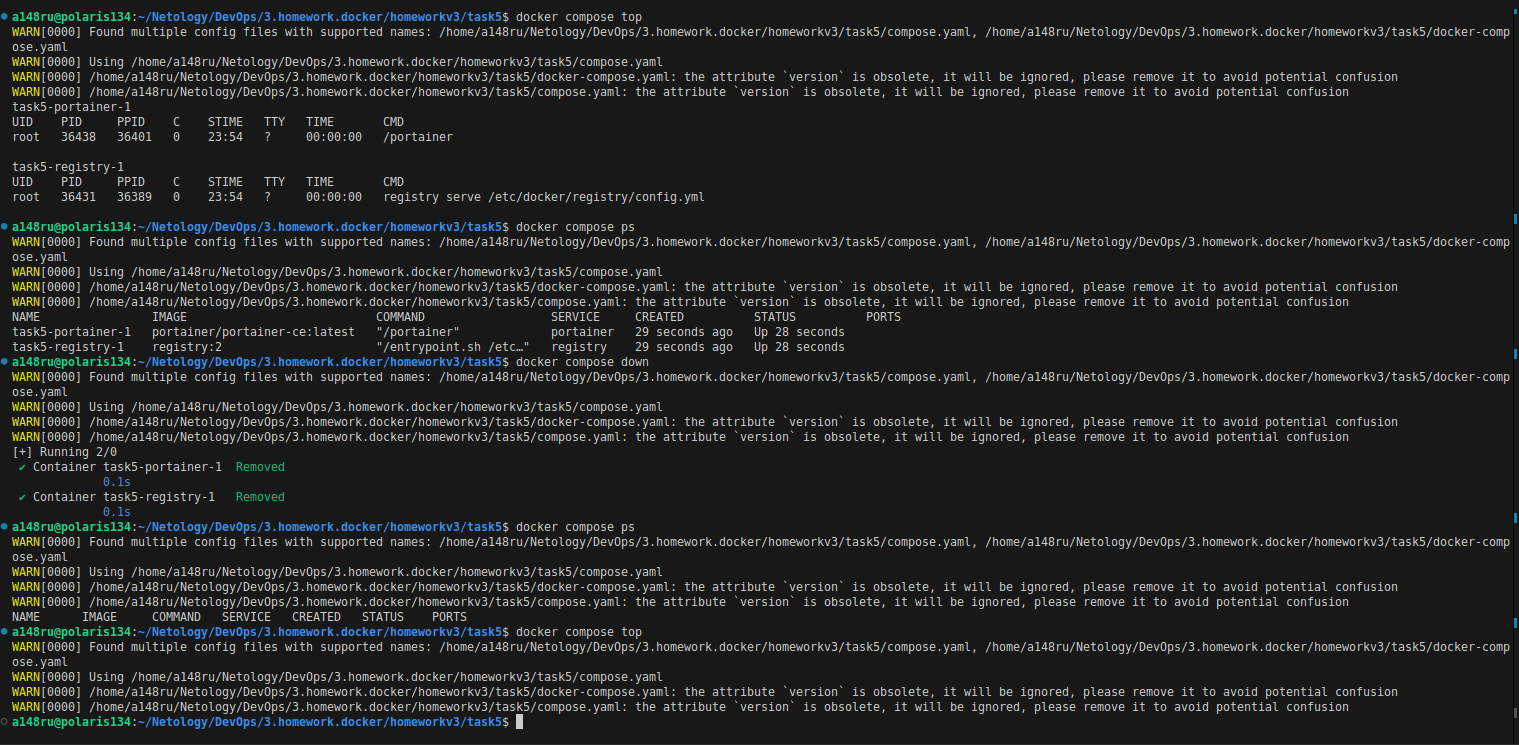 a148ru@polaris134:~/Netology/DevOps/3.homework.docker/homeworkv3/task5$ docker compose top
WARN[0000] Found multiple config files with supported names: /home/a148ru/Netology/DevOps/3.homework.docker/homeworkv3/task5/compose.yaml, /home/a148ru/Netology/DevOps/3.homework.docker/homeworkv3/task5/docker-comp
ose.yaml
WARN[0000] Using /home/a148ru/Netology/DevOps/3.homework.docker/homeworkv3/task5/compose.yaml
WARN[0000] /home/a148ru/Netology/DevOps/3.homework.docker/homeworkv3/task5/docker-compose.yaml: the attribute `version` is obsolete, it will be ignored, please remove it to avoid potential confusion
WARN[0000] /home/a148ru/Netology/DevOps/3.homework.docker/homeworkv3/task5/compose.yaml: the attribute `version` is obsolete, it will be ignored, please remove it to avoid potential confusion
task5-portainer-1
UID    PID     PPID    C    STIME   TTY   TIME       CMD
root   36438   36401   0    23:54   ?     00:00:00   /portainer
task5-registry-1
UID    PID     PPID    C    STIME   TTY   TIME       CMD
root   36431   36389   0    23:54   ?     00:00:00   registry serve /etc/docker/registry/config.yml
a148ru@polaris134:~/Netology/DevOps/3.homework.docker/homeworkv3/task5$ docker compose ps
WARN[0000] Found multiple config files with supported names: /home/a148ru/Netology/DevOps/3.homework.docker/homeworkv3/task5/compose.yaml, /home/a148ru/Netology/DevOps/3.homework.docker/homeworkv3/task5/docker-comp
ose.yaml
WARN[0000] Using /home/a148ru/Netology/DevOps/3.homework.docker/homeworkv3/task5/compose.yaml
WARN[0000] /home/a148ru/Netology/DevOps/3.homework.docker/homeworkv3/task5/docker-compose.yaml: the attribute `version` is obsolete, it will be ignored, please remove it to avoid potential confusion
WARN[0000] /home/a148ru/Netology/DevOps/3.homework.docker/homeworkv3/task5/compose.yaml: the attribute `version` is obsolete, it will be ignored, please remove it to avoid potential confusion
NAME                IMAGE                           COMMAND                  SERVICE     CREATED          STATUS          PORTS
task5-portainer-1   portainer/portainer-ce:latest   "/portainer"             portainer   29 seconds ago   Up 28 seconds
task5-registry-1    registry:2                      "/entrypoint.sh /etc…"   registry    29 seconds ago   Up 28 seconds
a148ru@polaris134:~/Netology/DevOps/3.homework.docker/homeworkv3/task5$ docker compose down
WARN[0000] Found multiple config files with supported names: /home/a148ru/Netology/DevOps/3.homework.docker/homeworkv3/task5/compose.yaml, /home/a148ru/Netology/DevOps/3.homework.docker/homeworkv3/task5/docker-comp
ose.yaml
WARN[0000] Using /home/a148ru/Netology/DevOps/3.homework.docker/homeworkv3/task5/compose.yaml
WARN[0000] /home/a148ru/Netology/DevOps/3.homework.docker/homeworkv3/task5/docker-compose.yaml: the attribute `version` is obsolete, it will be ignored, please remove it to avoid potential confusion
WARN[0000] /home/a148ru/Netology/DevOps/3.homework.docker/homeworkv3/task5/compose.yaml: the attribute `version` is obsolete, it will be ignored, please remove it to avoid potential confusion
[+] Running 2/0
✔ Container task5-portainer-1  Removed
0.1s
✔ Container task5-registry-1   Removed
0.1s
a148ru@polaris134:~/Netology/DevOps/3.homework.docker/homeworkv3/task5$ docker compose ps
WARN[0000] Found multiple config files with supported names: /home/a148ru/Netology/DevOps/3.homework.docker/homeworkv3/task5/compose.yaml, /home/a148ru/Netology/DevOps/3.homework.docker/homeworkv3/task5/docker-comp
ose.yaml
WARN[0000] Using /home/a148ru/Netology/DevOps/3.homework.docker/homeworkv3/task5/compose.yaml
WARN[0000] /home/a148ru/Netology/DevOps/3.homework.docker/homeworkv3/task5/docker-compose.yaml: the attribute `version` is obsolete, it will be ignored, please remove it to avoid potential confusion
WARN[0000] /home/a148ru/Netology/DevOps/3.homework.docker/homeworkv3/task5/compose.yaml: the attribute `version` is obsolete, it will be ignored, please remove it to avoid potential confusion
NAME      IMAGE     COMMAND   SERVICE   CREATED   STATUS    PORTS
a148ru@polaris134:~/Netology/DevOps/3.homework.docker/homeworkv3/task5$ docker compose top
WARN[0000] Found multiple config files with supported names: /home/a148ru/Netology/DevOps/3.homework.docker/homeworkv3/task5/compose.yaml, /home/a148ru/Netology/DevOps/3.homework.docker/homeworkv3/task5/docker-comp
ose.yaml
WARN[0000] Using /home/a148ru/Netology/DevOps/3.homework.docker/homeworkv3/task5/compose.yaml
WARN[0000] /home/a148ru/Netology/DevOps/3.homework.docker/homeworkv3/task5/docker-compose.yaml: the attribute `version` is obsolete, it will be ignored, please remove it to avoid potential confusion
WARN[0000] /home/a148ru/Netology/DevOps/3.homework.docker/homeworkv3/task5/compose.yaml: the attribute `version` is obsolete, it will be ignored, please remove it to avoid potential confusion
a148ru@polaris134:~/Netology/DevOps/3.homework.docker/homeworkv3/task5$